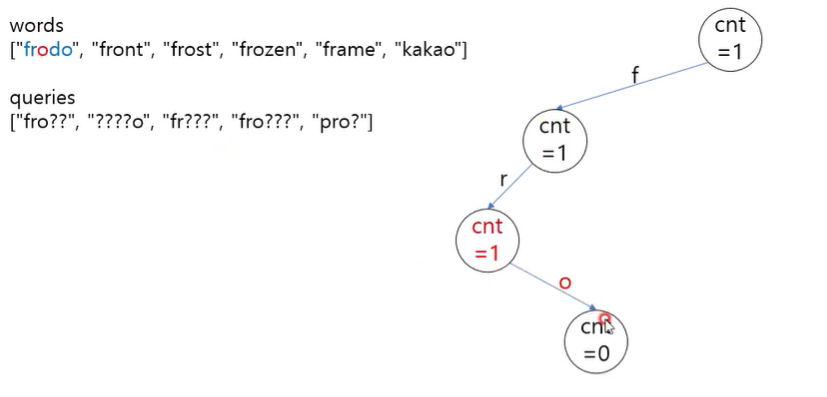 words
["frodo", "front", "frost", "frozen", "frame", "kakao"]
queries
["fro??", "????o", "fr???", "fro???", "pro?"]
cnt
=1
f
cnt
=1
r
cnt
=1
o
cnt
=0